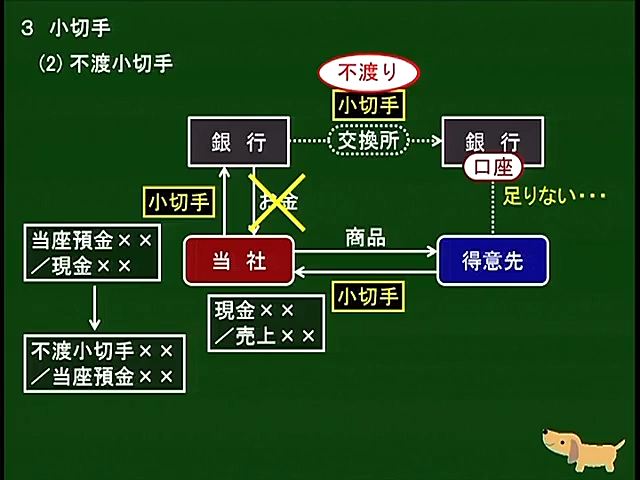 3 小切手
(2) 不渡小切手
不渡り
小切手
銀行
交換所
銀行
口座
小切手
お金
足りない・・・
当座預金××
／現金××
商品
当社
得意先
小切手
現金××
／売上××
不渡小切手××
／当座預金××